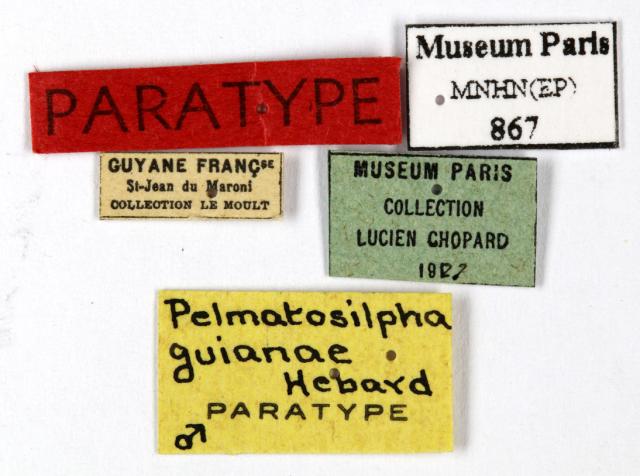 PARATYPE
Museum Paris
MNHN(EP)
867
GUYANE FRANÇSE
St-Jean du Maroni
COLLECTION LE MOULT
MUSEUM PARIS
COLLECTION
LUCIEN CHOPARD
Pelmatosilpha
guianae
Hebard
PARATYPE
♂